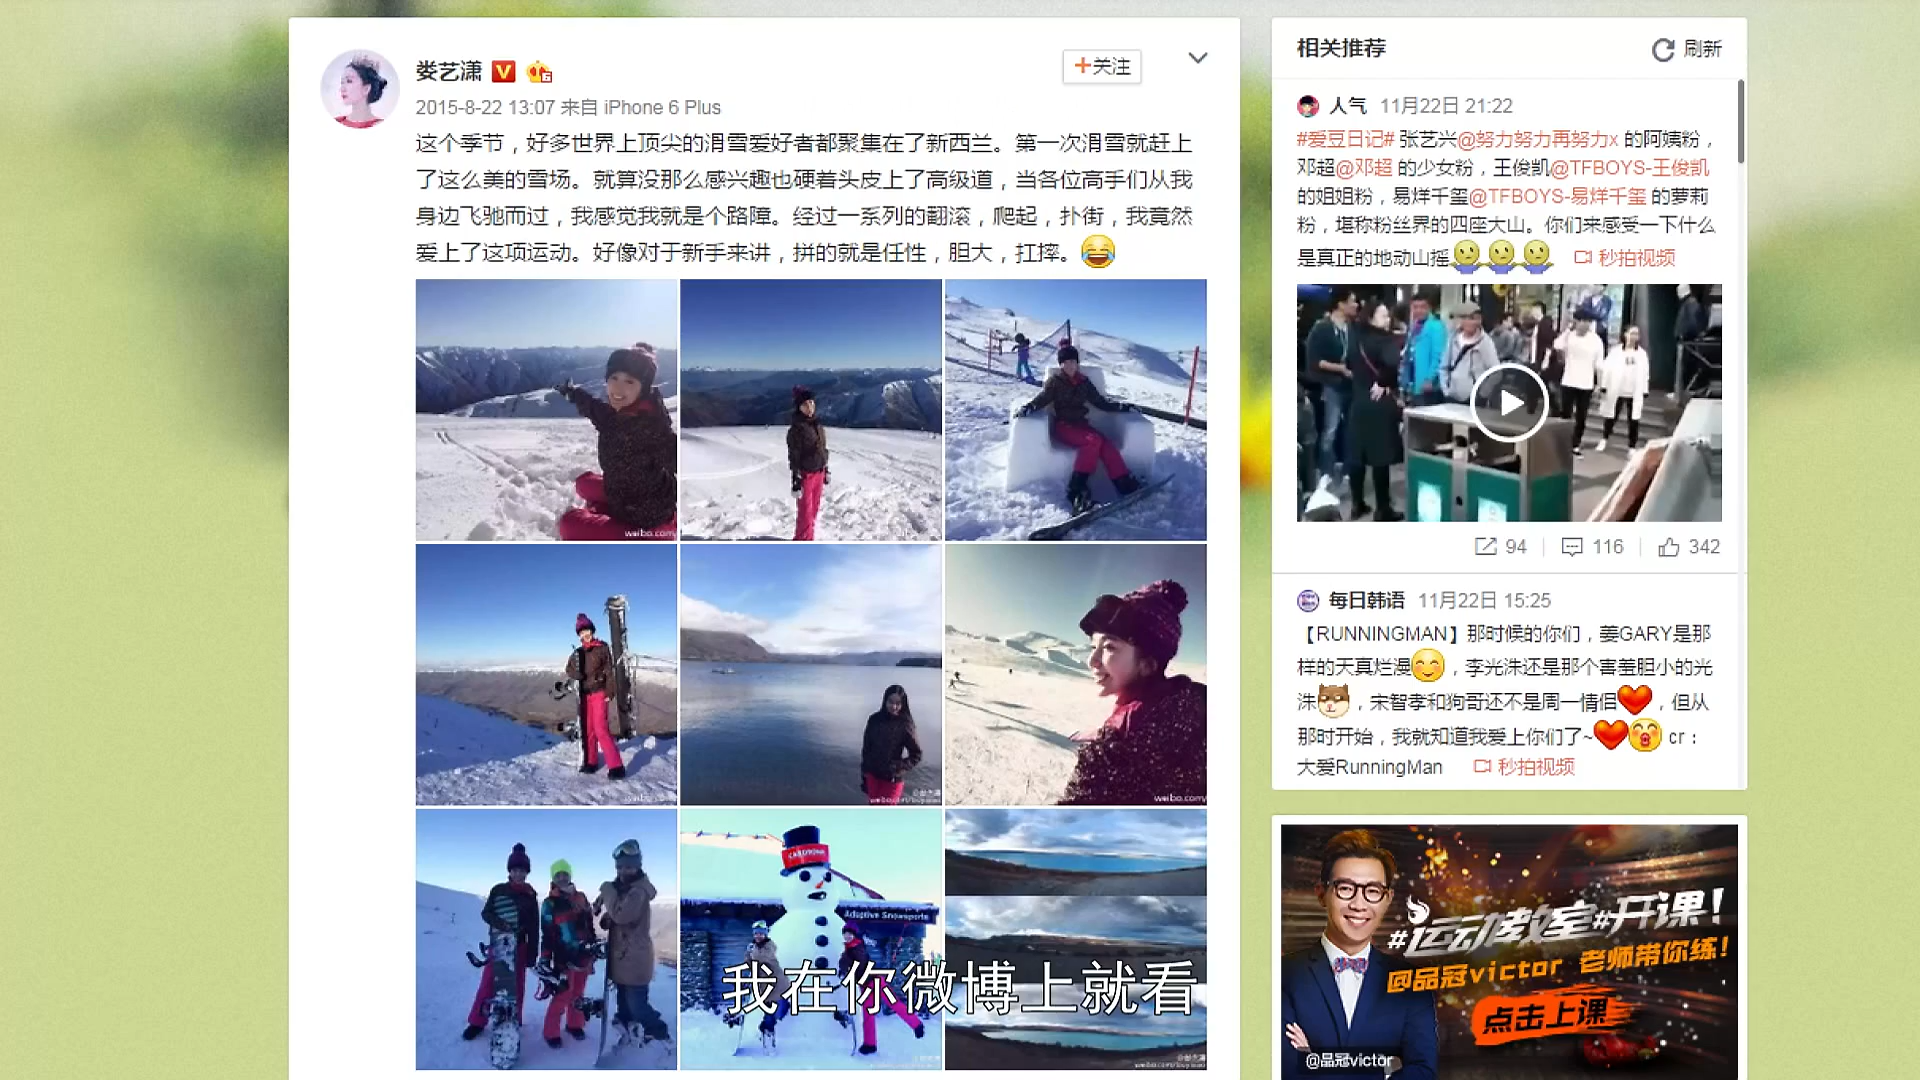 娄艺潇
+关注
2015-8-22 13:07 来自 iPhone 6 Plus
这个季节，好多世界上顶尖的滑雪爱好者都聚集在了新西兰。第一次滑雪就赶上
了这么美的雪场。就算没那么感兴趣也硬着头皮上了高级道，当各位高手们从我
身边飞驰而过，我感觉我就是个路障。经过一系列的翻滚，爬起，扑街，我竟然
爱上了这项运动。好像对于新手来讲，拼的就是任性，胆大，扛摔。
weibo.com/
weibo.com/
weibo.com/
CARDRONA
Adaptive Snowsports
我在你微博上就看
相关推荐
刷新
人气 11月22日 21:22
#爱豆日记# 张艺兴@努力努力再努力x 的阿姨粉，
邓超@邓超 的少女粉，王俊凯@TFBOYS-王俊凯
的姐姐粉，易烊千玺@TFBOYS-易烊千玺 的萝莉
粉，堪称粉丝界的四座大山。你们来感受一下什么
是真正的地动山摇 秒拍视频
94 116 342
每日韩语 11月22日 15:25
【RUNNINGMAN】那时候的你们，姜GARY是那
样的天真烂漫，李光洙还是那个害羞胆小的光
洙，宋智孝和狗哥还不是周一情侣，但从
那时开始，我就知道我爱上你们了~ cr：
大爱RunningMan 秒拍视频
#运动教室#开课！
@品冠victor 老师带你练！
点击上课
@品冠victor